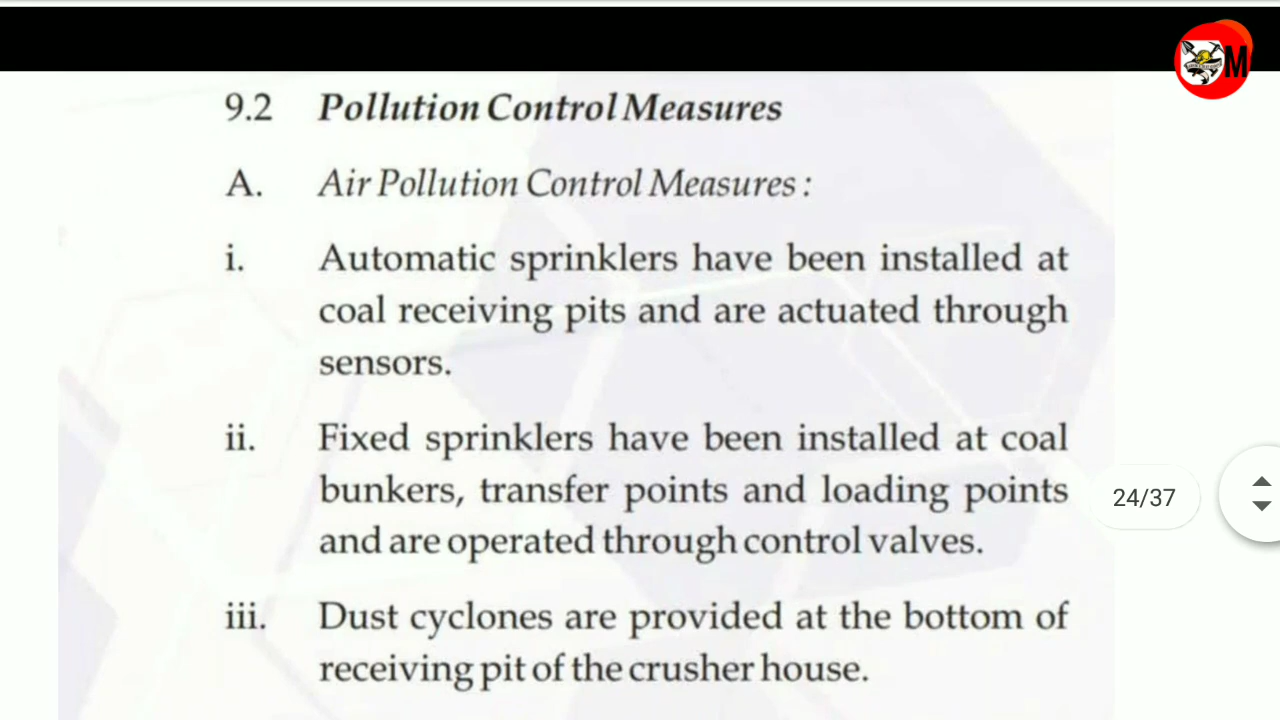 M
9.2 Pollution Control Measures
A. Air Pollution Control Measures :
i. Automatic sprinklers have been installed at
coal receiving pits and are actuated through
sensors.
ii. Fixed sprinklers have been installed at coal
bunkers, transfer points and loading points
and are operated through control valves.
24/37
iii. Dust cyclones are provided at the bottom of
receiving pit of the crusher house.